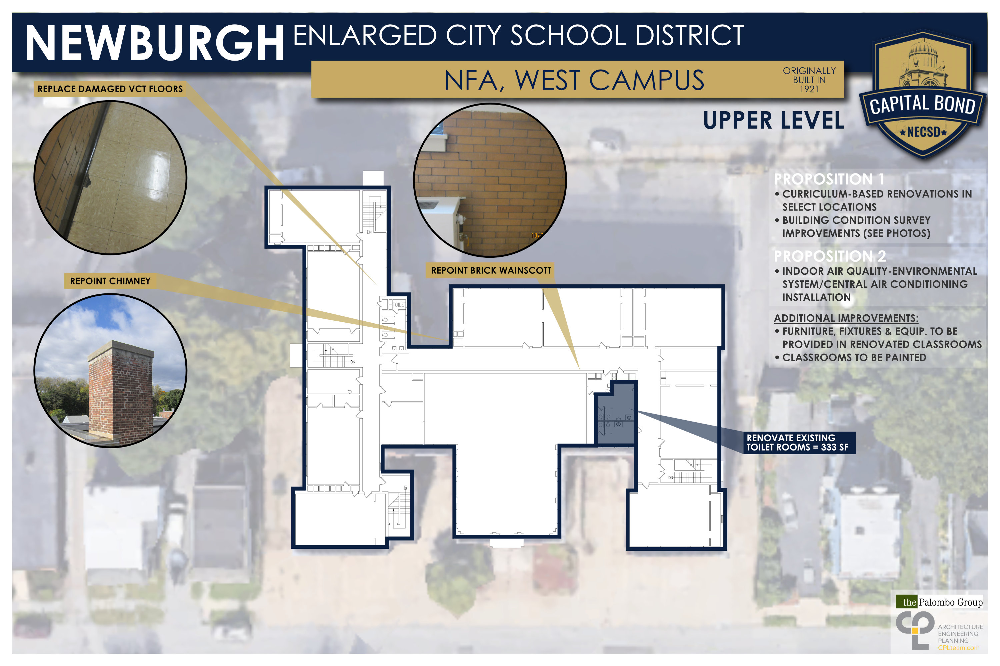 NEWBURGH ENLARGED CITY SCHOOL DISTRICT
NFA, WEST CAMPUS
ORIGINALLY
BUILT IN
1921
UPPER LEVEL
CAPITAL BOND
NECSD
REPLACE DAMAGED VCT FLOORS
REPOINT CHIMNEY
REPOINT BRICK WAINSCOTT
10/
PROPOSITION 1
• CURRICULUM-BASED RENOVATIONS IN
SELECT LOCATIONS
• BUILDING CONDITION SURVEY
IMPROVEMENTS (SEE PHOTOS)
PROPOSITION 2
• INDOOR AIR QUALITY-ENVIRONMENTAL
SYSTEM/CENTRAL AIR CONDITIONING
INSTALLATION
ADDITIONAL IMPROVEMENTS:
• FURNITURE, FIXTURES & EQUIP. TO BE
PROVIDED IN RENOVATED CLASSROOMS
• CLASSROOMS TO BE PAINTED
DN
TOILET
DN
DN
DN
RENOVATE EXISTING
TOILET ROOMS = 333 SF
the Palombo Group
CPL
ARCHITECTURE
ENGINEERING
PLANNING
CPLteam.com